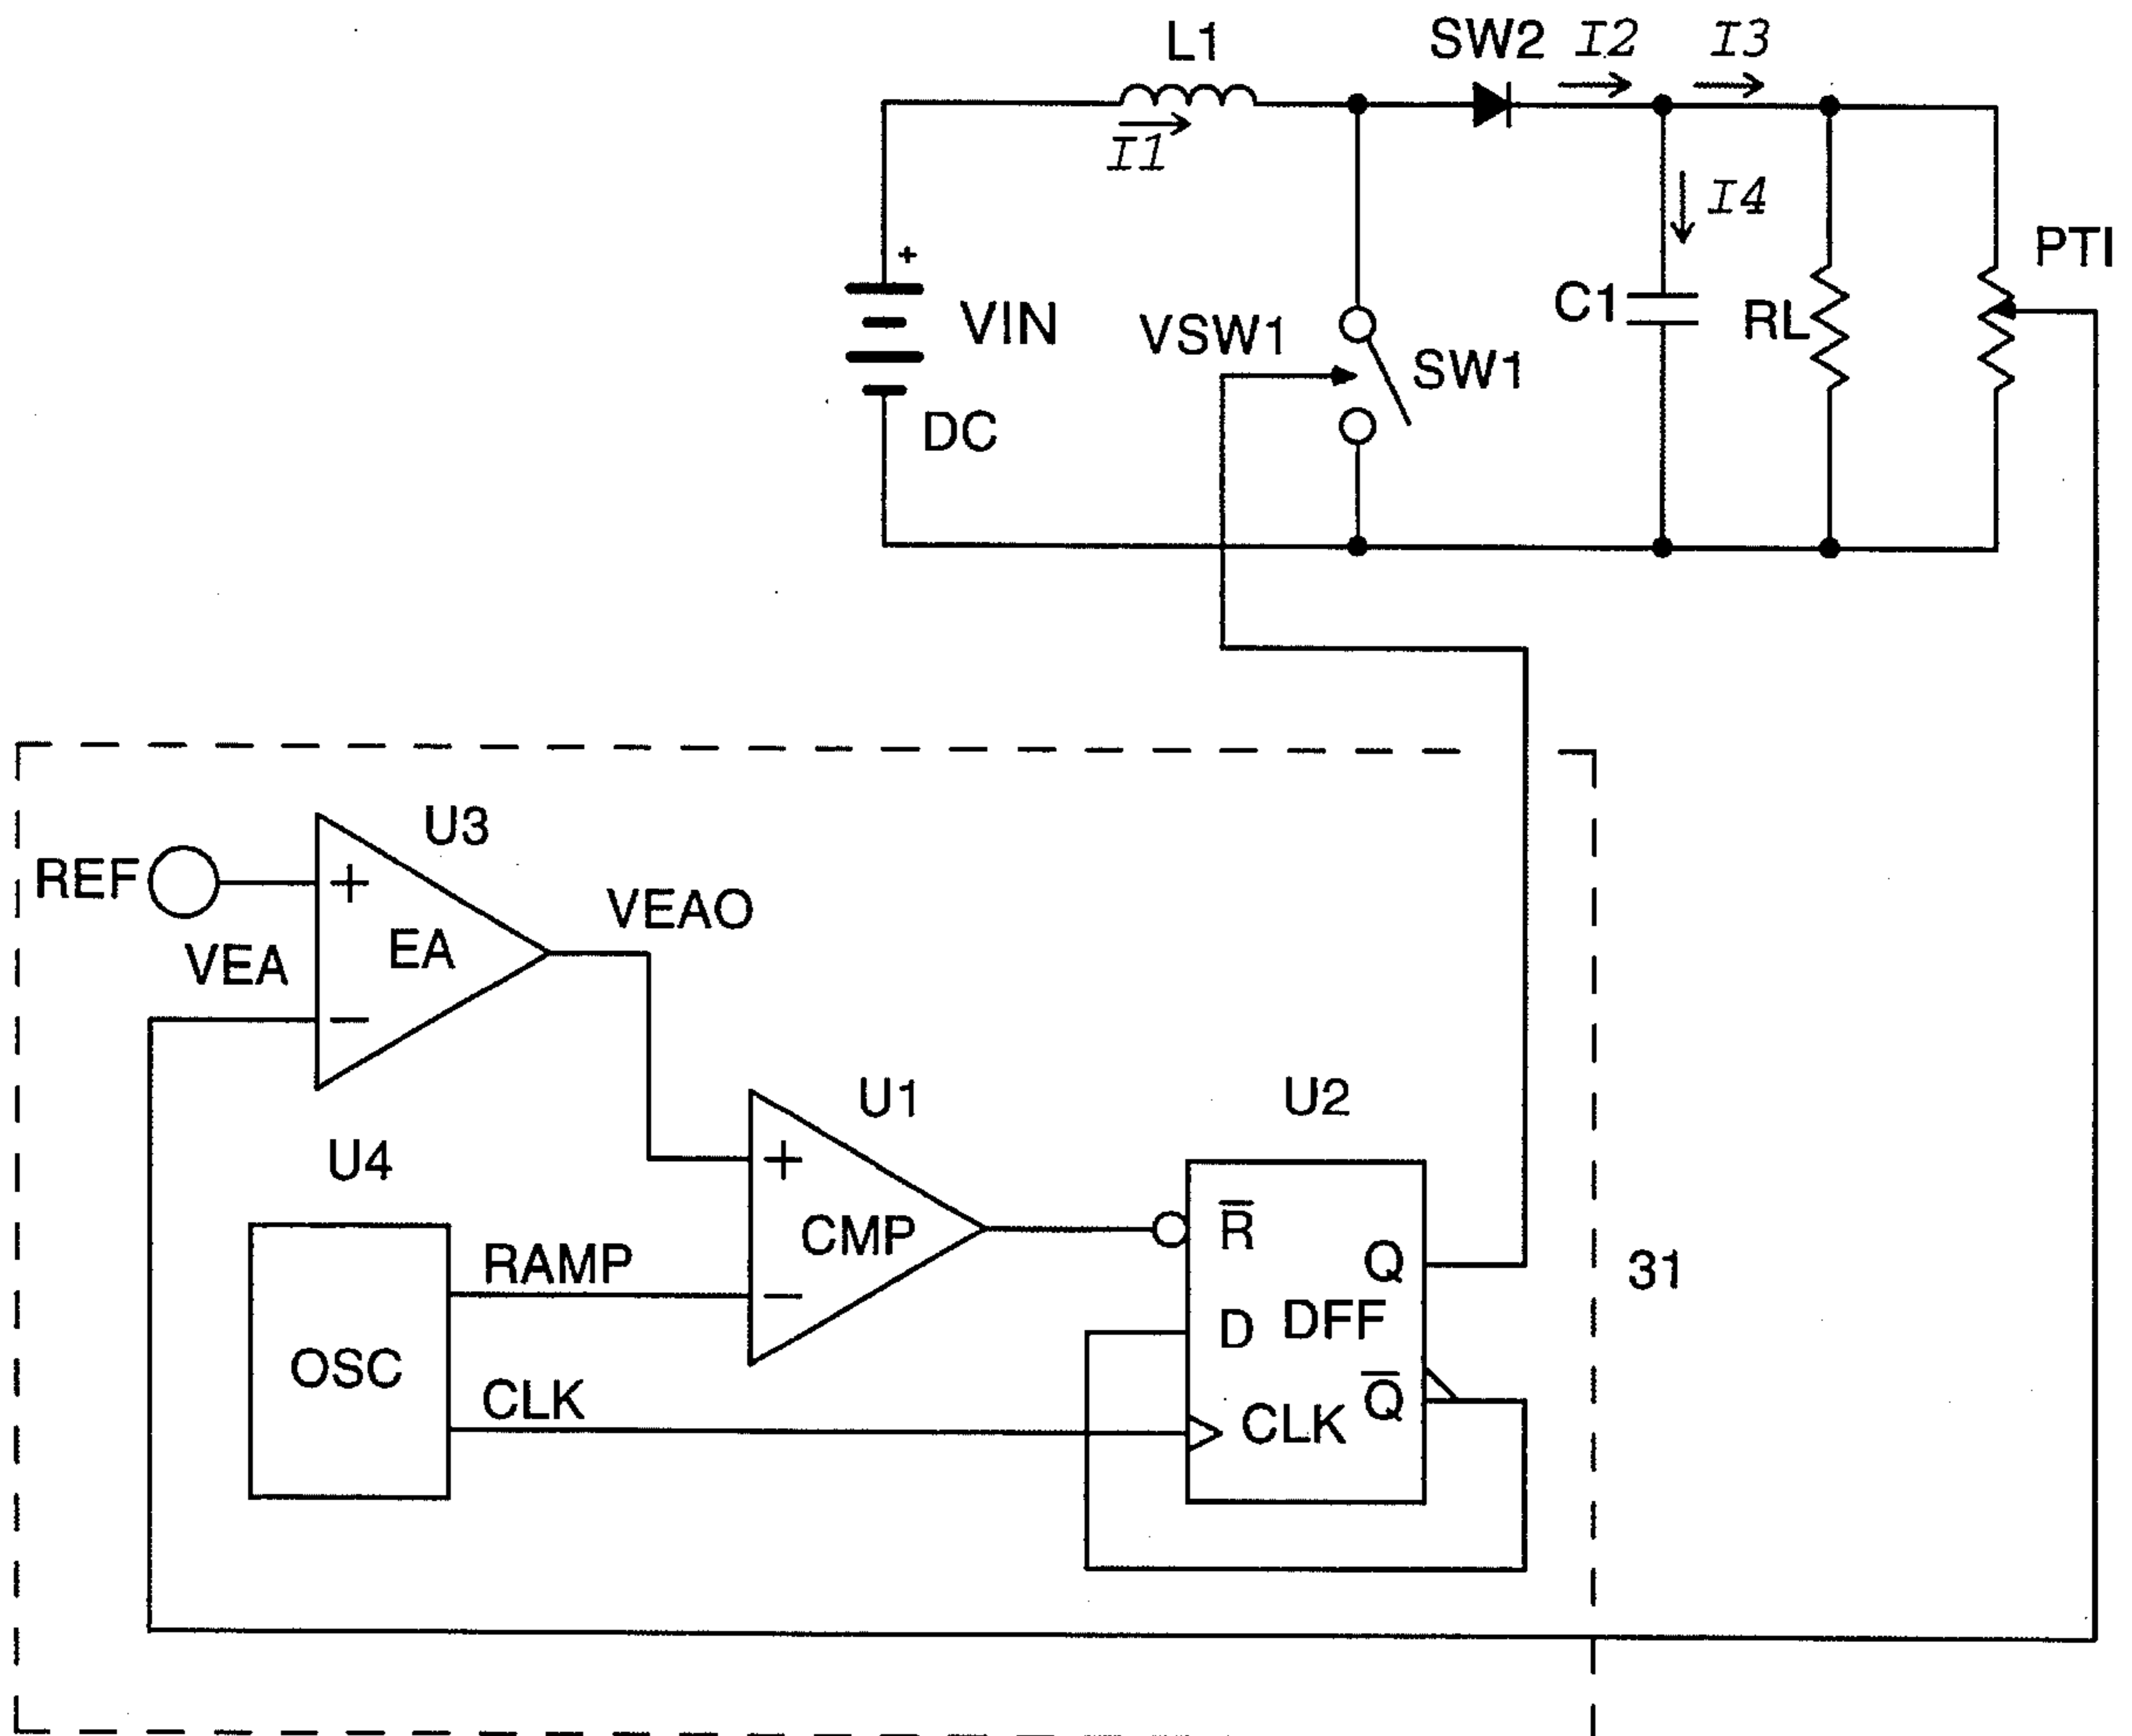 L1
SW2
I2
I3
I1
I4
PTI
+
VIN
VSW1
SW1
C1
RL
DC
U3
REF
+
VEAO
VEA
EA
−
U1
U2
U4
+
R̅
CMP
RAMP
Q
31
−
D
DFF
OSC
CLK
CLK
Q̅